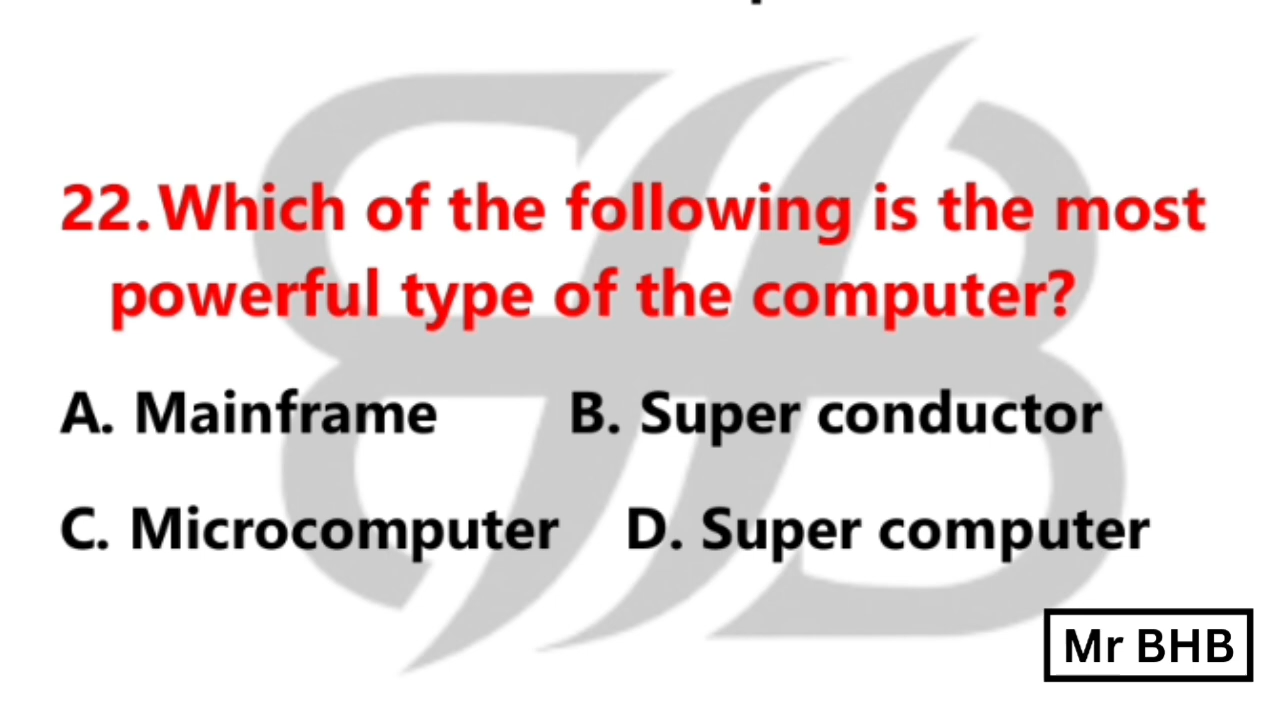 22. Which of the following is the most
powerful type of the computer?
A. Mainframe B. Super conductor
C. Microcomputer D. Super computer
Mr BHB